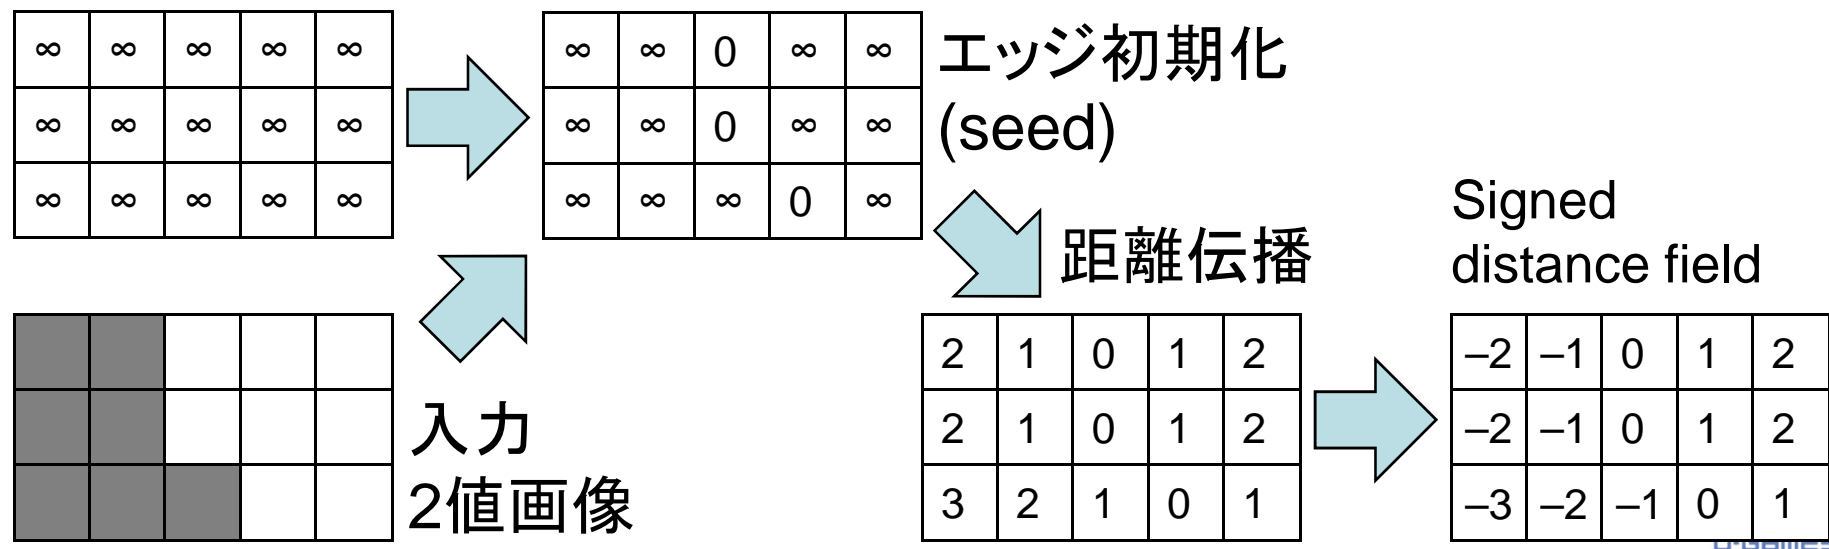 ∞ ∞ ∞ ∞ ∞
∞ ∞ ∞ ∞ ∞
∞ ∞ ∞ ∞ ∞
∞ ∞ 0 ∞ ∞
∞ ∞ 0 ∞ ∞
∞ ∞ ∞ 0 ∞
エッジ初期化
(seed)
入力
2値画像
距離伝播
2 1 0 1 2
2 1 0 1 2
3 2 1 0 1
Signed
distance field
–2 –1 0 1 2
–2 –1 0 1 2
–3 –2 –1 0 1